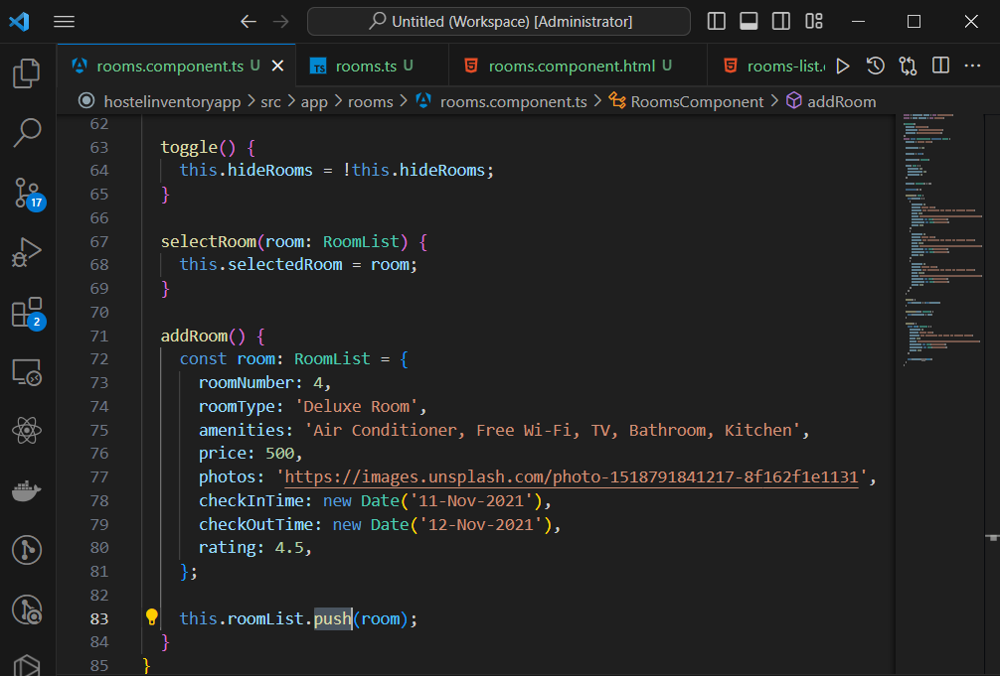 Untitled (Workspace) [Administrator]
rooms.component.ts U
TS rooms.ts U
rooms.component.html U
rooms-list.c
hostelinventoryapp > src > app > rooms > rooms.component.ts > RoomsComponent > addRoom
62
63 toggle() {
64 this.hideRooms = !this.hideRooms;
65 }
66
67 selectRoom(room: RoomList) {
68 this.selectedRoom = room;
69 }
70
71 addRoom() {
72 const room: RoomList = {
73 roomNumber: 4,
74 roomType: 'Deluxe Room',
75 amenities: 'Air Conditioner, Free Wi-Fi, TV, Bathroom, Kitchen',
76 price: 500,
77 photos: 'https://images.unsplash.com/photo-1518791841217-8f162f1e1131',
78 checkInTime: new Date('11-Nov-2021'),
79 checkOutTime: new Date('12-Nov-2021'),
80 rating: 4.5,
81 };
82
83 this.roomList.push(room);
84 }
85 }
17
2